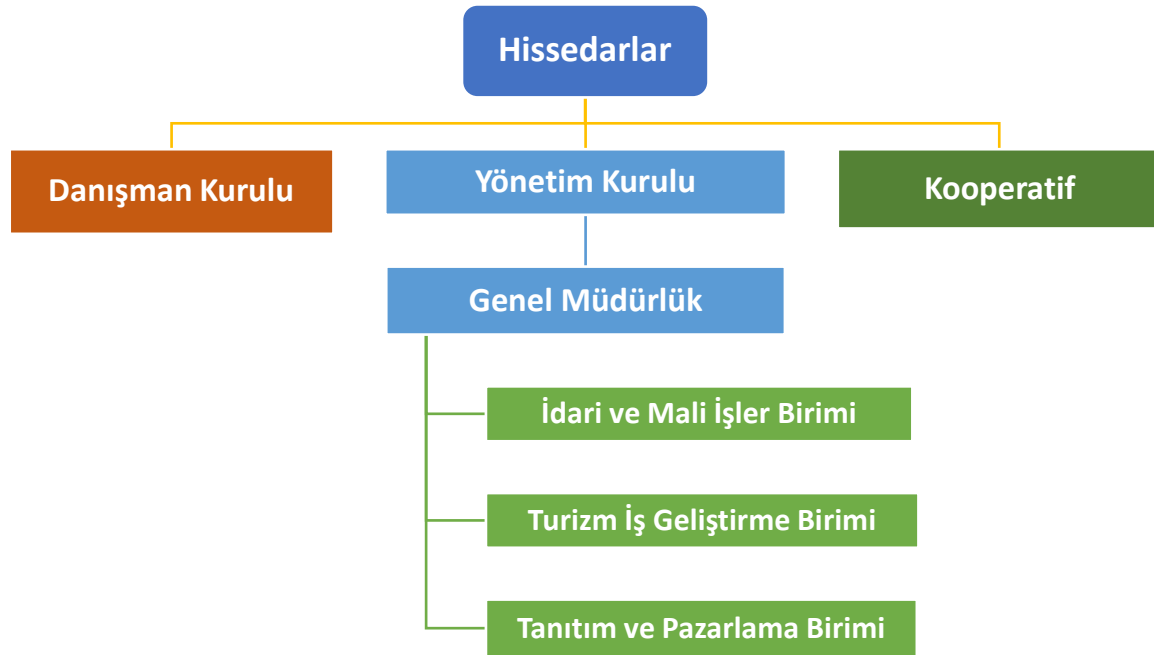 Hissedarlar
Danışman Kurulu
Yönetim Kurulu
Kooperatif
Genel Müdürlük
İdari ve Mali İşler Birimi
Turizm İş Geliştirme Birimi
Tanıtım ve Pazarlama Birimi